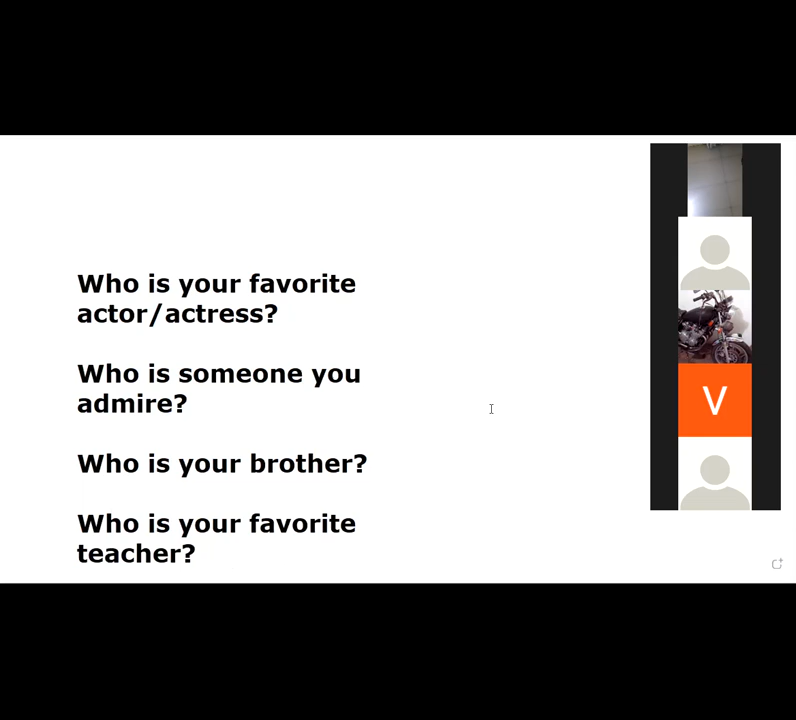 Who is your favorite
actor/actress?
Who is someone you
admire?
Who is your brother?
Who is your favorite
teacher?
V